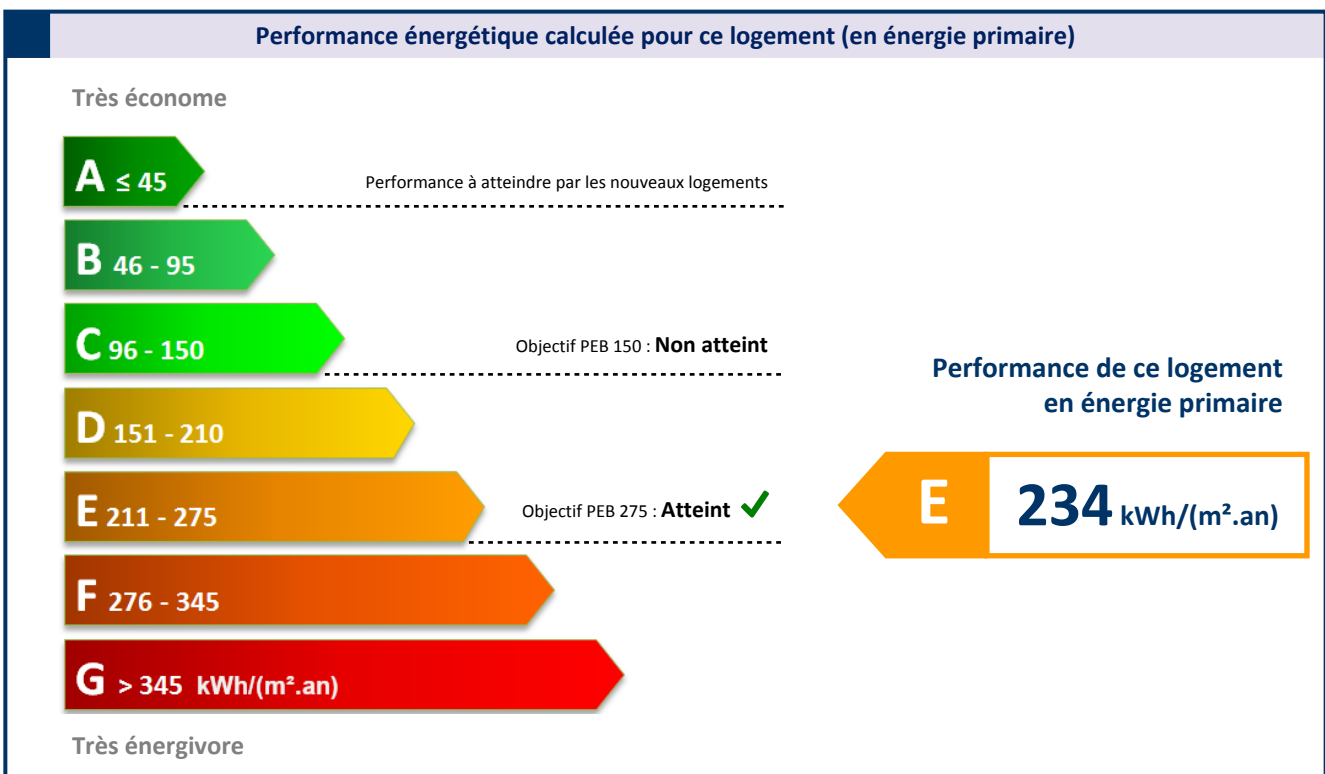 Performance énergétique calculée pour ce logement (en énergie primaire)
Très économe
A ≤ 45
Performance à atteindre par les nouveaux logements
B 46 - 95
C 96 - 150
Objectif PEB 150 : Non atteint
D 151 - 210
E 211 - 275
Objectif PEB 275 : Atteint ✓
F 276 - 345
G > 345 kWh/(m².an)
Très énergivore
Performance de ce logement
en énergie primaire
E
234 kWh/(m².an)